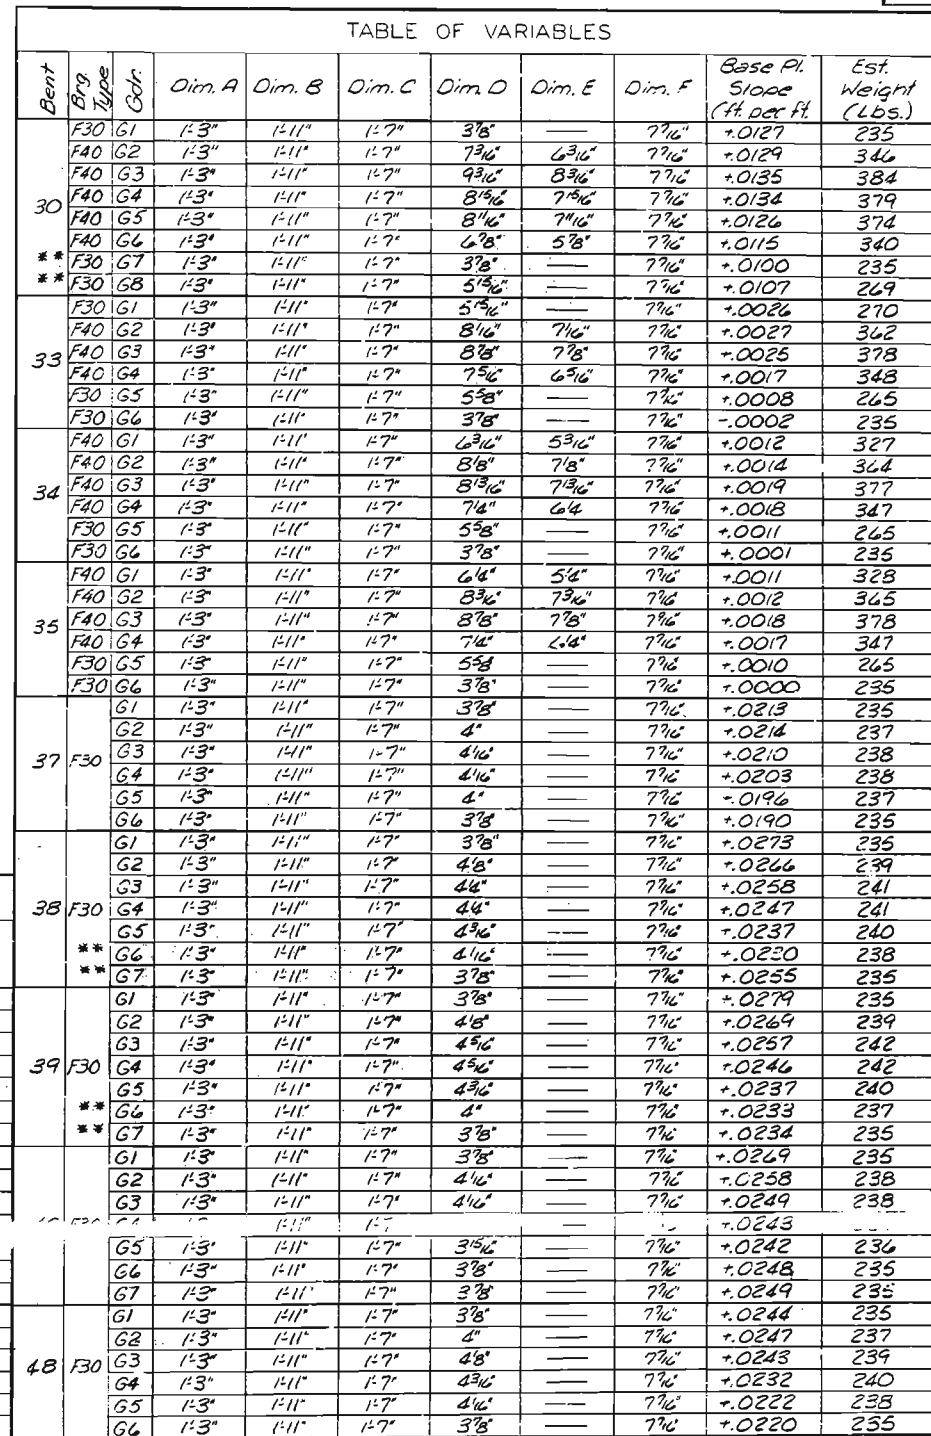 TABLE OF VARIABLES
Bent Brg. Type Gdr. Dim. A Dim. B Dim. C Dim. D Dim. E Dim. F Base Pl. Slope (ft. per ft. Est. Weight (Lbs.)
30 ** **
F30 G1 1'-3" 1'-11" 1'-7" 3⅞" — 7 7/16" +.0127 235
F40 G2 1'-3" 1'-11" 1'-7" 7 3/16" 6 3/16" 7 7/16" +.0129 346
F40 G3 1'-3" 1'-11" 1'-7" 9 3/16" 8 3/16" 7 7/16" +.0135 384
F40 G4 1'-3" 1'-11" 1'-7" 8 15/16" 7 15/16" 7 7/16" +.0134 379
F40 G5 1'-3" 1'-11" 1'-7" 8 11/16" 7 11/16" 7 7/16" +.0126 374
F40 G6 1'-3" 1'-11" 1'-7" 6⅞" 5⅞" 7 7/16" +.0115 340
F30 G7 1'-3" 1'-11" 1'-7" 3⅞" — 7 7/16" +.0100 235
F30 G8 1'-3" 1'-11" 1'-7" 5 15/16" — 7 7/16" +.0107 269
33
F30 G1 1'-3" 1'-11" 1'-7" 5 15/16" — 7 7/16" +.0026 270
F40 G2 1'-3" 1'-11" 1'-7" 8 1/16" 7 1/16" 7 7/16" +.0027 362
F40 G3 1'-3" 1'-11" 1'-7" 8⅞" 7⅞" 7 7/16" +.0025 378
F40 G4 1'-3" 1'-11" 1'-7" 7 5/16" 6 5/16" 7 7/16" +.0017 348
F30 G5 1'-3" 1'-11" 1'-7" 5⅝" — 7 7/16" +.0008 265
F30 G6 1'-3" 1'-11" 1'-7" 3⅞" — 7 7/16" -.0002 235
34
F40 G1 1'-3" 1'-11" 1'-7" 6 3/16" 5 3/16" 7 7/16" +.0012 327
F40 G2 1'-3" 1'-11" 1'-7" 8⅛" 7⅛" 7 7/16" +.0014 364
F40 G3 1'-3" 1'-11" 1'-7" 8 13/16" 7 13/16" 7 7/16" +.0019 377
F40 G4 1'-3" 1'-11" 1'-7" 7¼" 6¼ 7 7/16" +.0018 347
F30 G5 1'-3" 1'-11" 1'-7" 5⅝" — 7 7/16" +.0011 265
F30 G6 1'-3" 1'-11" 1'-7" 3⅞" — 7 7/16" +.0001 235
35
F40 G1 1'-3" 1'-11" 1'-7" 6¼" 5¼" 7 7/16" +.0011 328
F40 G2 1'-3" 1'-11" 1'-7" 8 3/16" 7 3/16" 7 7/16" +.0012 365
F40 G3 1'-3" 1'-11" 1'-7" 8⅞" 7⅞" 7 7/16" +.0018 378
F40 G4 1'-3" 1'-11" 1'-7" 7¼" 6¼" 7 7/16" +.0017 347
F30 G5 1'-3" 1'-11" 1'-7" 5⅝ — 7 7/16" +.0010 265
F30 G6 1'-3" 1'-11" 1'-7" 3⅞" — 7 7/16" +.0000 235
37 F30
G1 1'-3" 1'-11" 1'-7" 3⅞" — 7 7/16" +.0213 235
G2 1'-3" 1'-11" 1'-7" 4" — 7 7/16" +.0214 237
G3 1'-3" 1'-11" 1'-7" 4 1/16" — 7 7/16" +.0210 238
G4 1'-3" 1'-11" 1'-7" 4 1/16" — 7 7/16" +.0203 238
G5 1'-3" 1'-11" 1'-7" 4" — 7 7/16" -.0196 237
G6 1'-3" 1'-11" 1'-7" 3⅞ — 7 7/16" +.0190 235
38 F30 ** **
G1 1'-3" 1'-11" 1'-7" 3⅞" — 7 7/16" +.0273 235
G2 1'-3" 1'-11" 1'-7" 4⅛" — 7 7/16" +.0266 239
G3 1'-3" 1'-11" 1'-7" 4¼" — 7 7/16" +.0258 241
G4 1'-3" 1'-11" 1'-7" 4¼" — 7 7/16" +.0247 241
G5 1'-3" 1'-11" 1'-7" 4 3/16" — 7 7/16" +.0237 240
G6 1'-3" 1'-11" 1'-7" 4 1/16" — 7 7/16" +.0220 238
G7 1'-3" 1'-11" 1'-7" 3⅞" — 7 7/16" +.0255 235
39 F30 ** **
G1 1'-3" 1'-11" 1'-7" 3⅞" — 7 7/16" +.0279 235
G2 1'-3" 1'-11" 1'-7" 4⅛" — 7 7/16" +.0269 239
G3 1'-3" 1'-11" 1'-7" 4 5/16" — 7 7/16" +.0257 242
G4 1'-3" 1'-11" 1'-7" 4 5/16" — 7 7/16" +.0246 242
G5 1'-3" 1'-11" 1'-7" 4 3/16" — 7 7/16" +.0237 240
G6 1'-3" 1'-11" 1'-7" 4" — 7 7/16" +.0233 237
G7 1'-3" 1'-11" 1'-7" 3⅞" — 7 7/16" +.0234 235
G1 1'-3" 1'-11" 1'-7" 3⅞" — 7 7/16" +.0269 235
G2 1'-3" 1'-11" 1'-7" 4 1/16" — 7 7/16" +.0258 238
G3 1'-3" 1'-11" 1'-7" 4 1/16" — 7 7/16" +.0249 238
1'-11" — +.0243
G5 1'-3" 1'-11" 1'-7" 3 15/16" — 7 7/16" +.0242 236
G6 1'-3" 1'-11" 1'-7" 3⅞" — 7 7/16" +.0248 235
G7 1'-3" 1'-11" 1'-7" 3⅞" — 7 7/16" +.0249 235
48 F30
G1 1'-3" 1'-11" 1'-7" 3⅞" — 7 7/16" +.0244 235
G2 1'-3" 1'-11" 1'-7" 4" — 7 7/16" +.0247 237
G3 1'-3" 1'-11" 1'-7" 4⅛" — 7 7/16" +.0243 239
G4 1'-3" 1'-11" 1'-7" 4 3/16" — 7 7/16" +.0232 240
G5 1'-3" 1'-11" 1'-7" 4 1/16" — 7 7/16" +.0222 238
G6 1'-3" 1'-11" 1'-7" 3⅞" — 7 7/16" +.0220 235